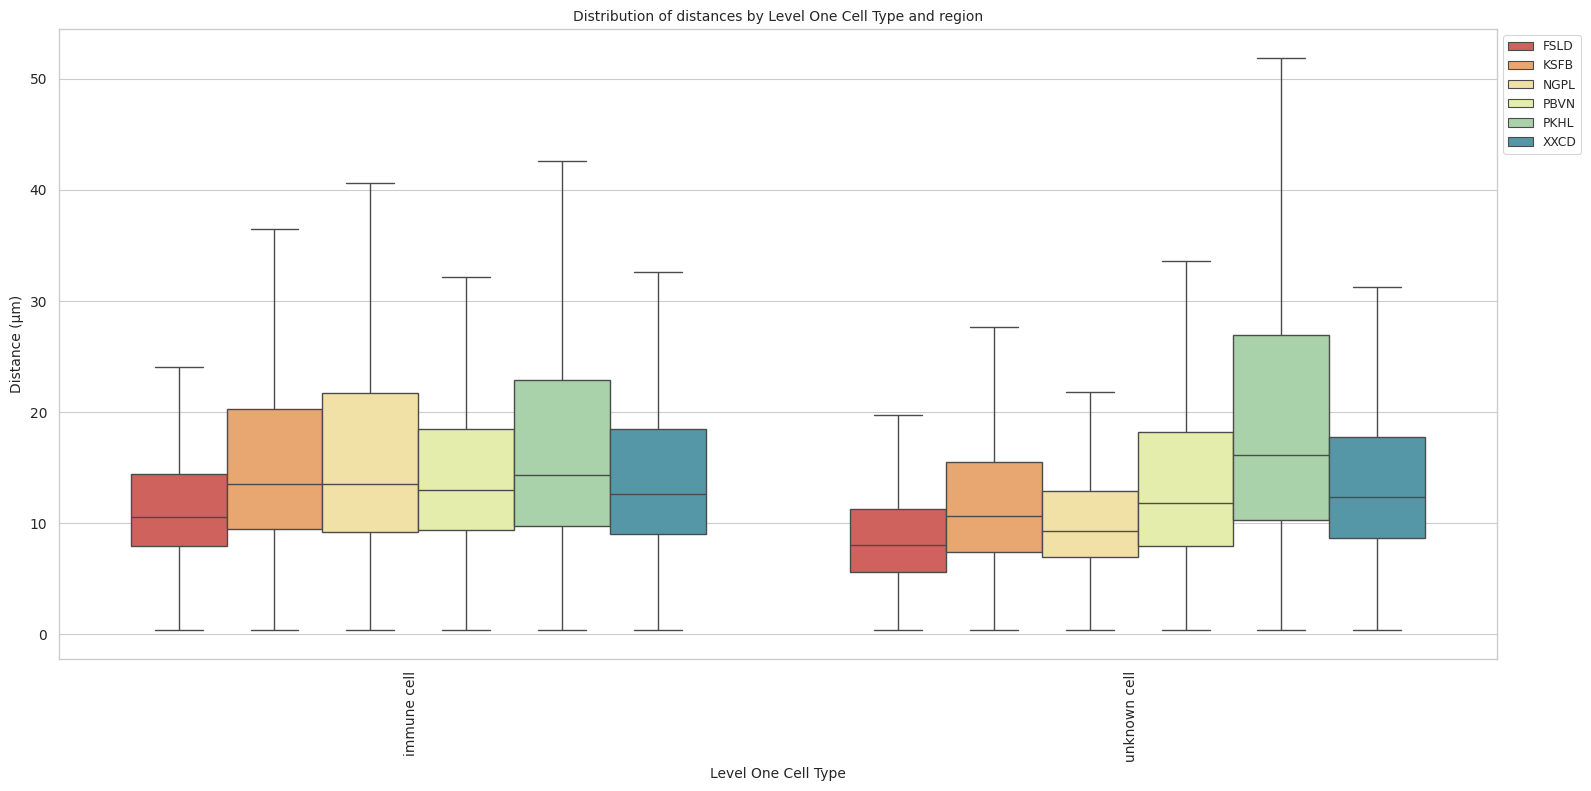 Distribution of distances by Level One Cell Type and region
FSLD
KSFB
NGPL
PBVN
PKHL
XXCD
Distance (μm)
50
40
30
20
10
0
immune cell
unknown cell
Level One Cell Type